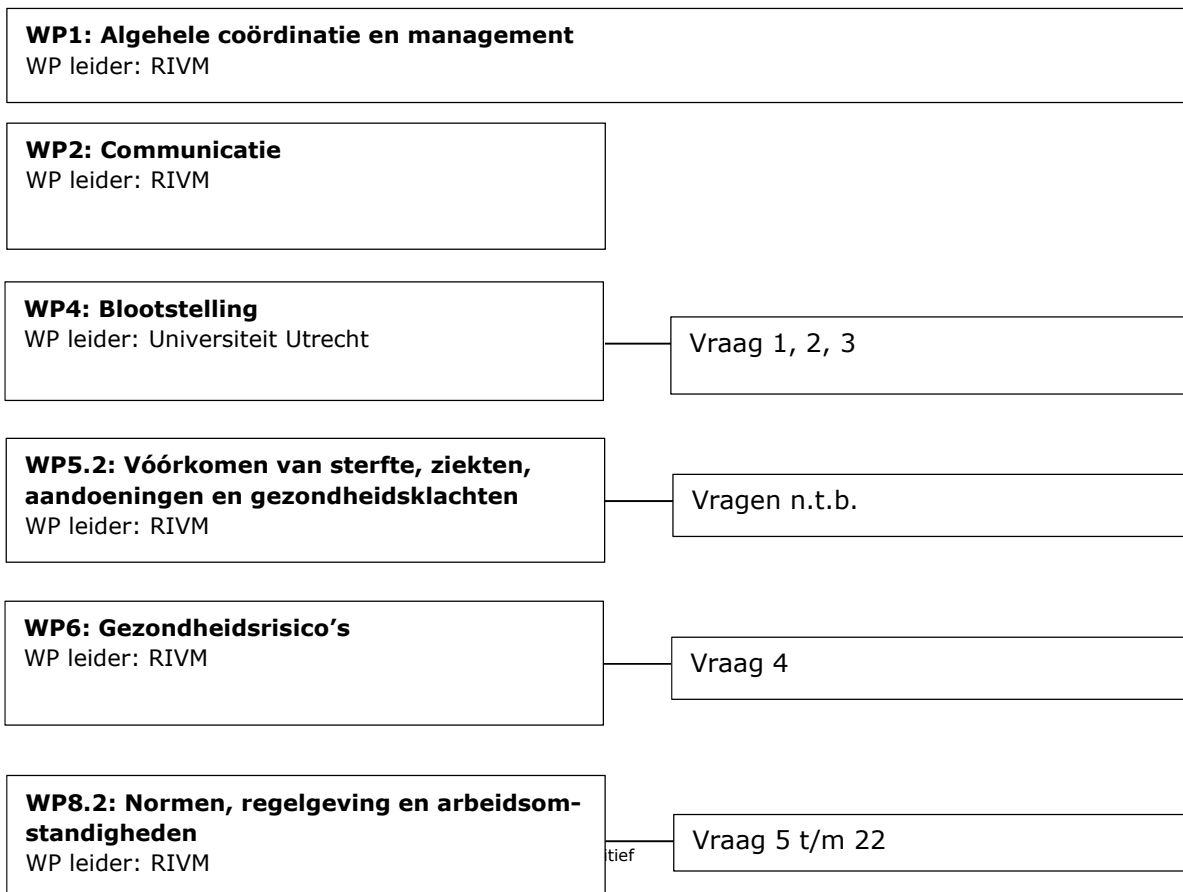 WP1: Algehele coördinatie en management
WP leider: RIVM
WP2: Communicatie
WP leider: RIVM
WP4: Blootstelling
WP leider: Universiteit Utrecht
Vraag 1, 2, 3
WP5.2: Vóórkomen van sterfte, ziekten,
aandoeningen en gezondheidsklachten
WP leider: RIVM
Vragen n.t.b.
WP6: Gezondheidsrisico’s
WP leider: RIVM
Vraag 4
WP8.2: Normen, regelgeving en arbeidsom-
standigheden
WP leider: RIVM
Vraag 5 t/m 22